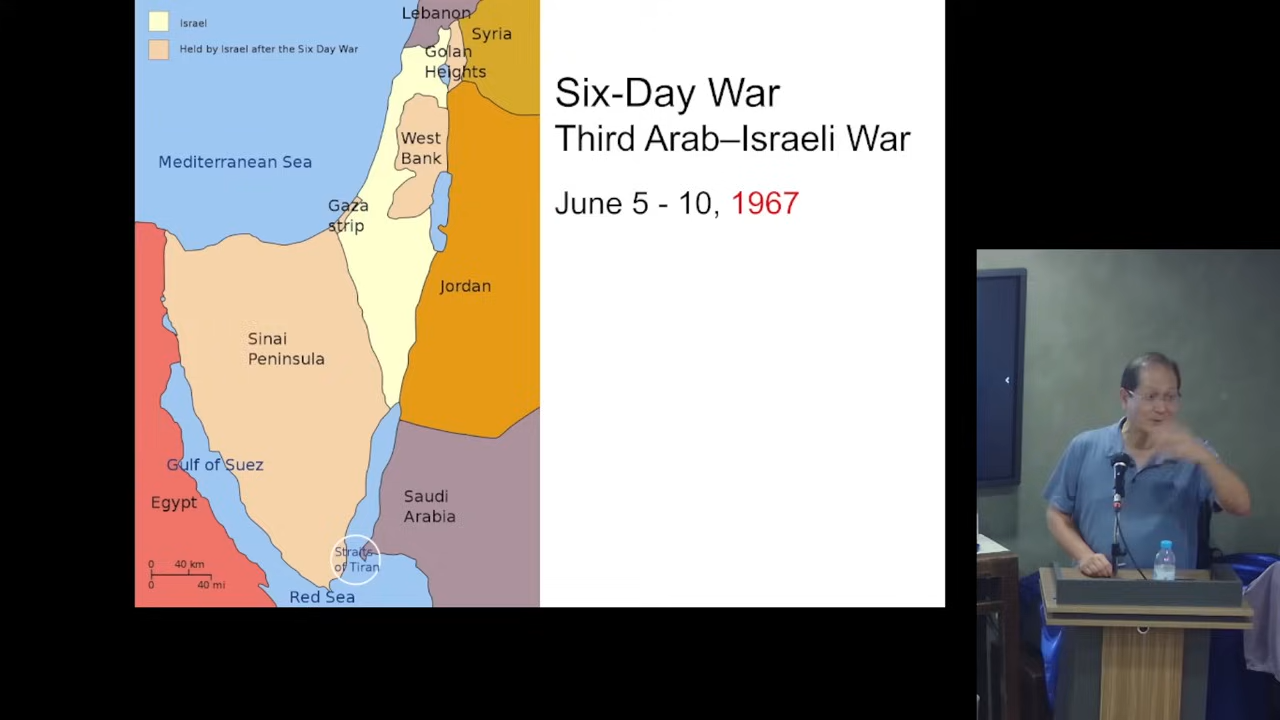 Israel
Held by Israel after the Six Day War
Lebanon
Syria
Golan
Heights
West
Bank
Mediterranean Sea
Gaza
strip
Jordan
Sinai
Peninsula
Gulf of Suez
Egypt
Saudi
Arabia
Straits
of Tiran
Red Sea
0 40 km
0 40 mi
Six-Day War
Third Arab–Israeli War
June 5 - 10, 1967